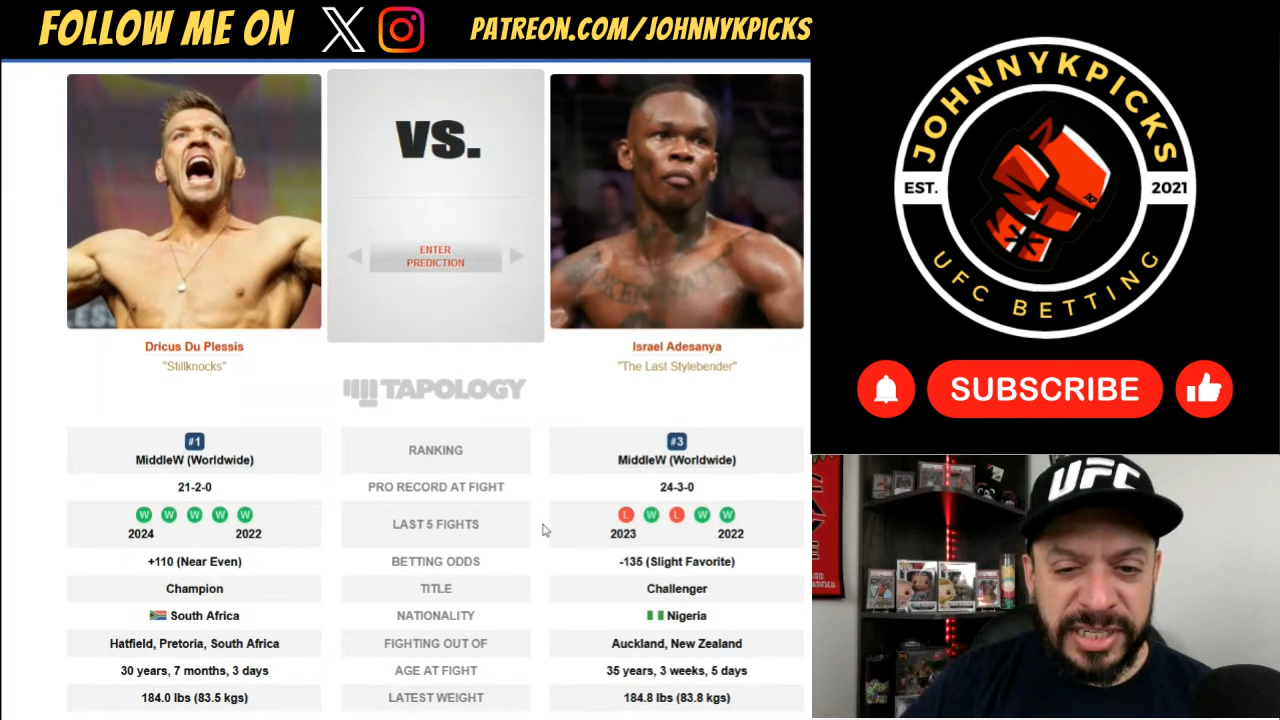 FOLLOW ME ON
PATREON.COM/JOHNNYKPICKS
VS.
ENTER
PREDICTION
Dricus Du Plessis
"Stillknocks"
Israel Adesanya
"The Last Stylebender"
TAPOLOGY
#1
MiddleW (Worldwide)
RANKING
#3
MiddleW (Worldwide)
21-2-0
PRO RECORD AT FIGHT
24-3-0
W W W W W
2024 2022
LAST 5 FIGHTS
L W L W W
2023 2022
+110 (Near Even)
BETTING ODDS
-135 (Slight Favorite)
Champion
TITLE
Challenger
South Africa
NATIONALITY
Nigeria
Hatfield, Pretoria, South Africa
FIGHTING OUT OF
Auckland, New Zealand
30 years, 7 months, 3 days
AGE AT FIGHT
35 years, 3 weeks, 5 days
184.0 lbs (83.5 kgs)
LATEST WEIGHT
184.8 lbs (83.8 kgs)
JOHNNYKPICKS
EST. 2021
JKP
UFC BETTING
SUBSCRIBE
UFC